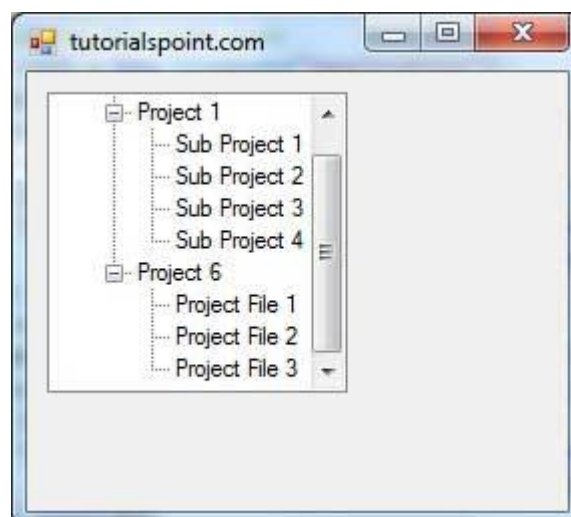 tutorialspoint.com
Project 1
Sub Project 1
Sub Project 2
Sub Project 3
Sub Project 4
Project 6
Project File 1
Project File 2
Project File 3